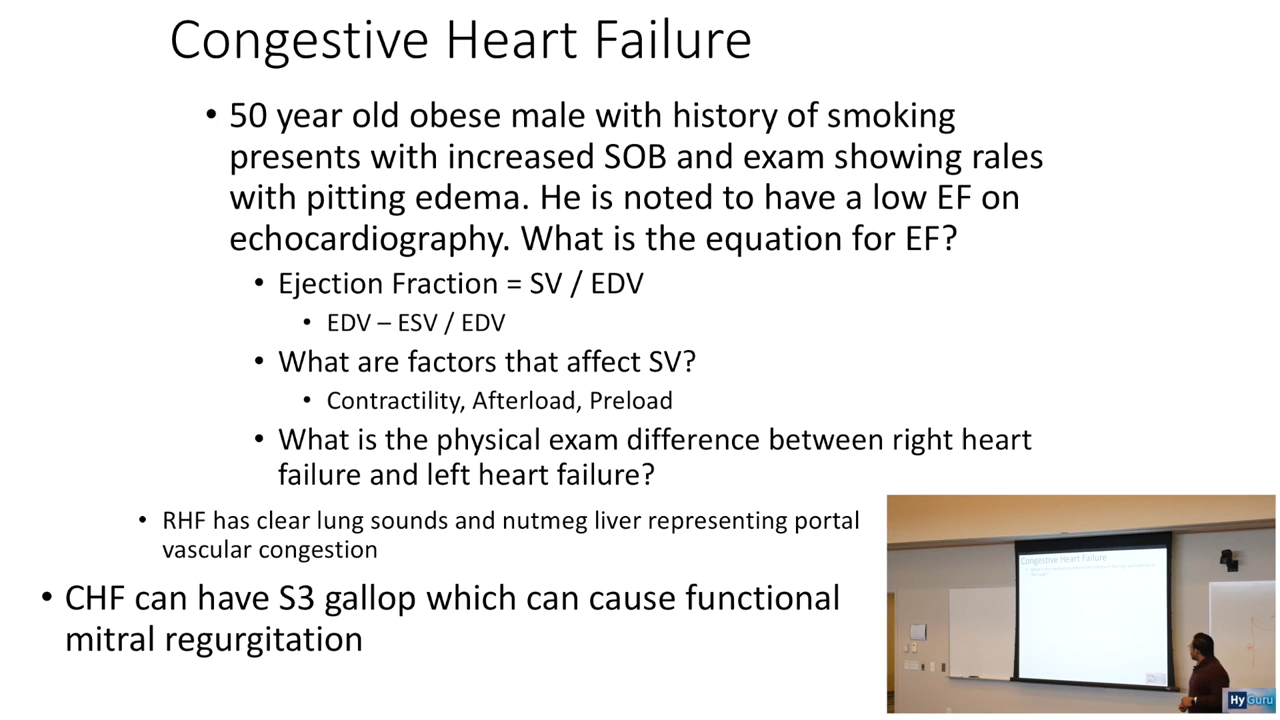 Congestive Heart Failure
• 50 year old obese male with history of smoking
presents with increased SOB and exam showing rales
with pitting edema. He is noted to have a low EF on
echocardiography. What is the equation for EF?
• Ejection Fraction = SV / EDV
• EDV – ESV / EDV
• What are factors that affect SV?
• Contractility, Afterload, Preload
• What is the physical exam difference between right heart
failure and left heart failure?
• RHF has clear lung sounds and nutmeg liver representing portal
vascular congestion
• CHF can have S3 gallop which can cause functional
mitral regurgitation
Congestive Heart Failure
HyGuru